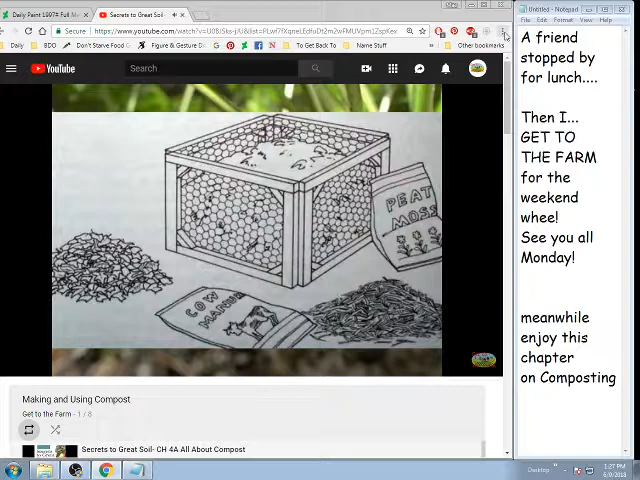 Daily Paint 1997# Full M
Secrets to Great Soil-
Secure
https://www.youtube.com/watch?v=U0BJSks-j/U&list=PLwf7fXqneLEdfuDt2m2wFMUVpm1ZspKex
Daily
BDO
Don't Starve Food G
Figure & Gesture D
To Get Back To
Name Stuff
Other bookmarks
YouTube
Search
PEAT
MOSS
COW
MANURE
Making and Using Compost
Get to the Farm - 1 / 8
Secrets to Great Soil- CH 4A All About Compost
Untitled - Notepad
File Edit Format View Help
A friend
stopped by
for lunch....
Then I...
GET TO
THE FARM
for the
weekend
whee!
See you all
Monday!
meanwhile
enjoy this
chapter
on Composting
Desktop
1:27 PM
6/9/2018